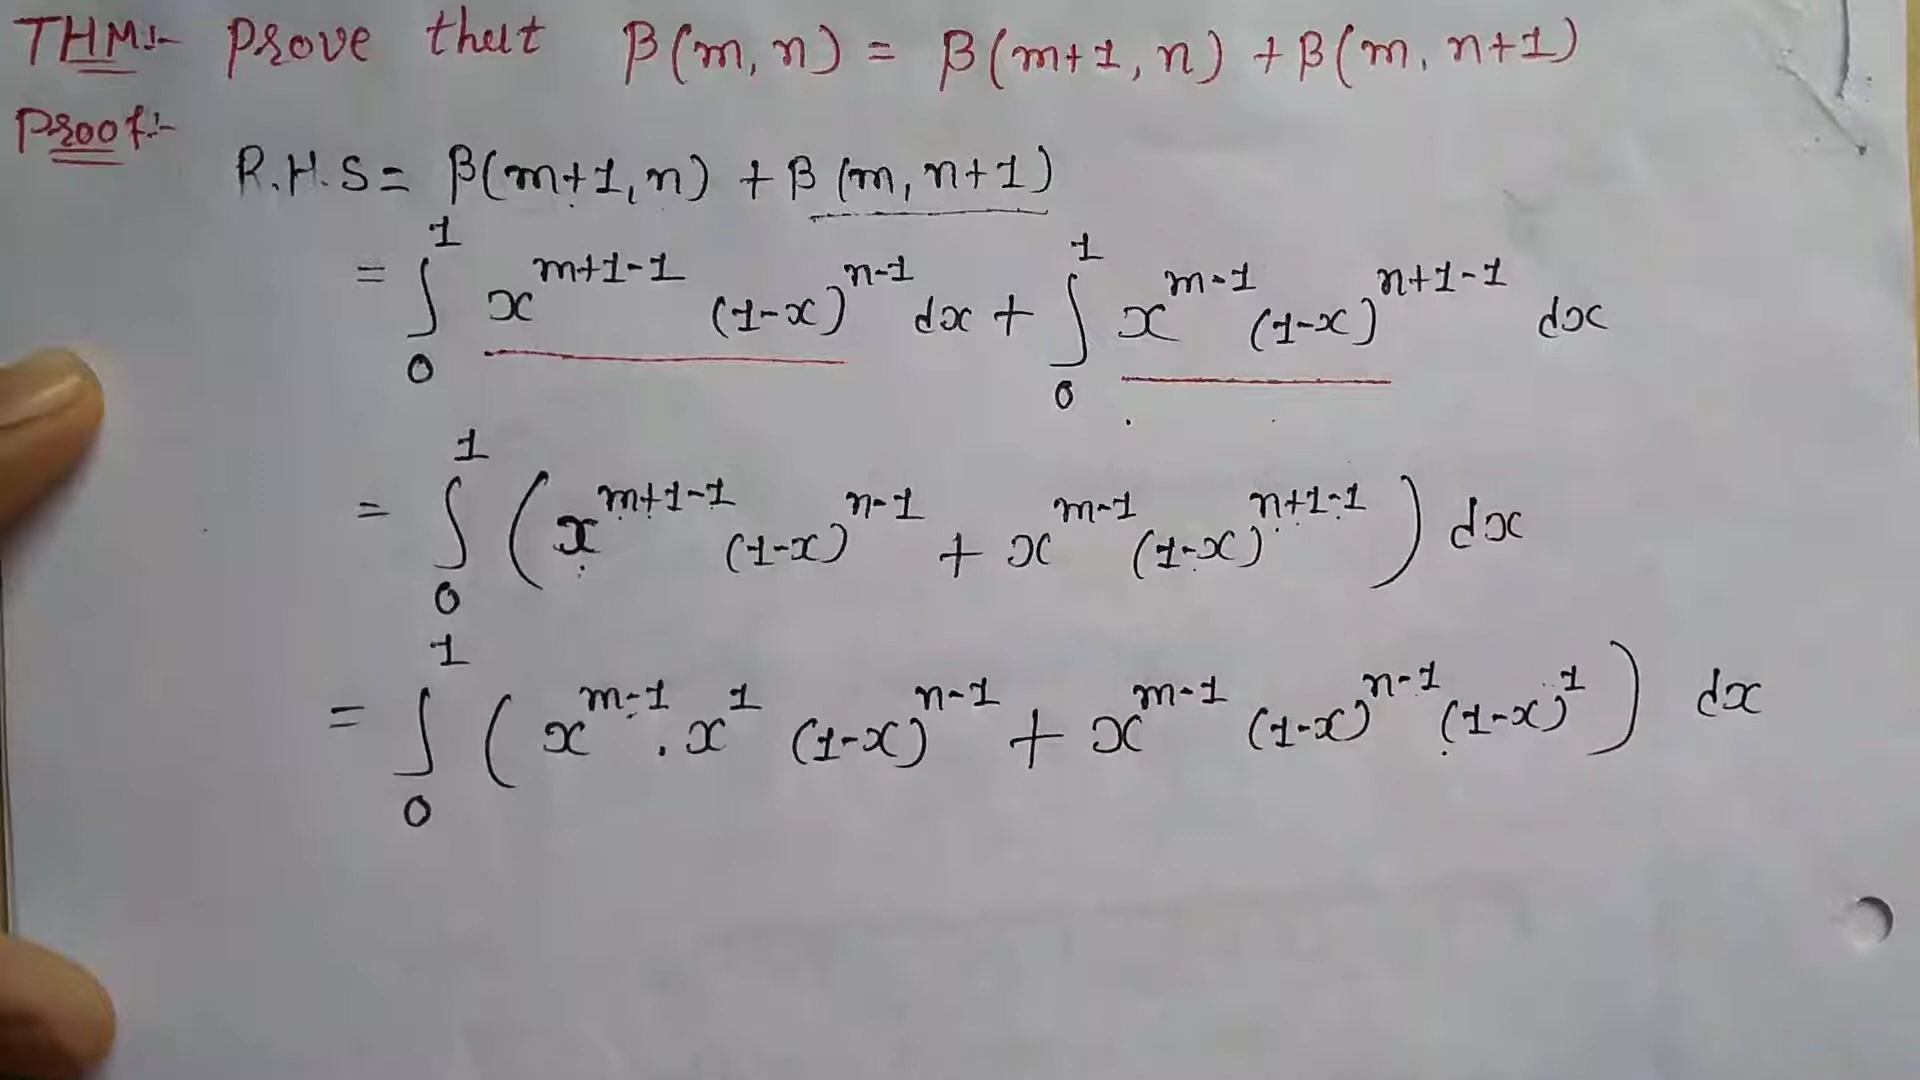 THM:- Prove that β(m, n) = β(m+1, n) + β(m, n+1)
Proof:-
R.H.S = β(m+1, n) + β(m, n+1)
= ∫₀¹ x^{m+1-1} (1-x)^{n-1} dx + ∫₀¹ x^{m-1} (1-x)^{n+1-1} dx
= ∫₀¹ ( x^{m+1-1} (1-x)^{n-1} + x^{m-1} (1-x)^{n+1-1} ) dx
= ∫₀¹ ( x^{m-1} . x^{1} (1-x)^{n-1} + x^{m-1} (1-x)^{n-1} (1-x)^{1} ) dx